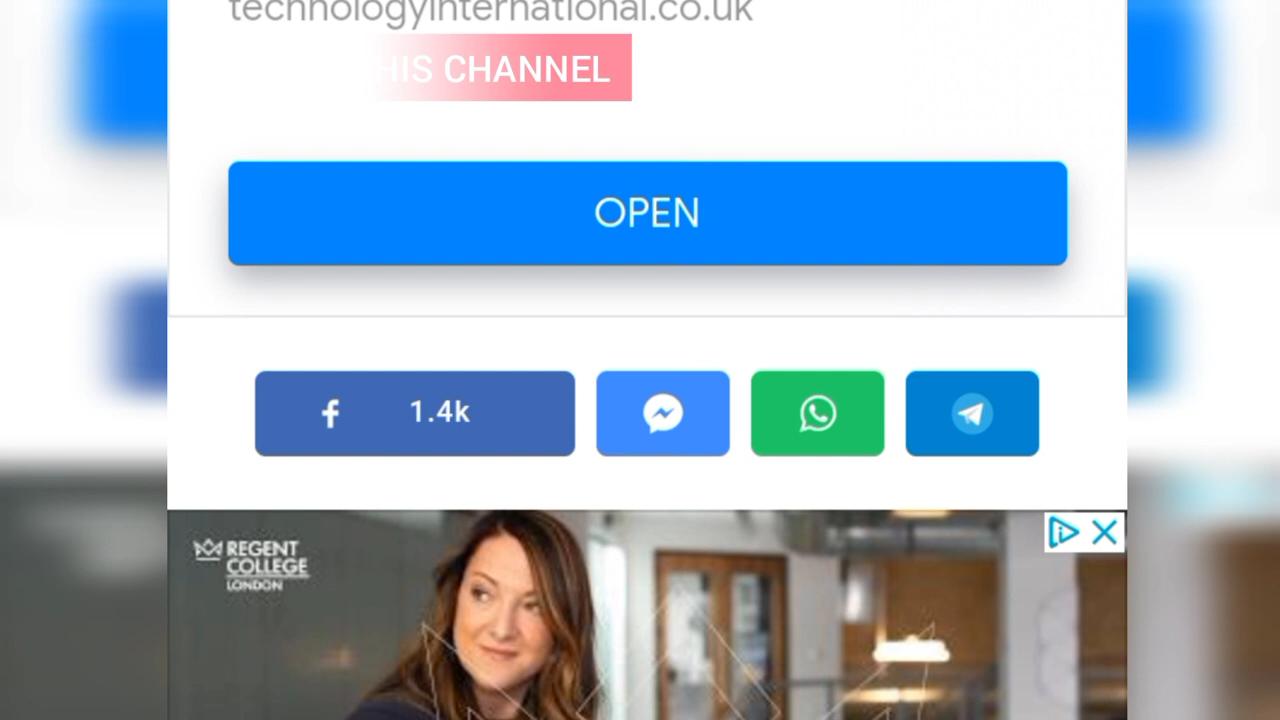 technologyinternational.co.uk
HIS CHANNEL
OPEN
1.4k
REGENT
COLLEGE
LONDON